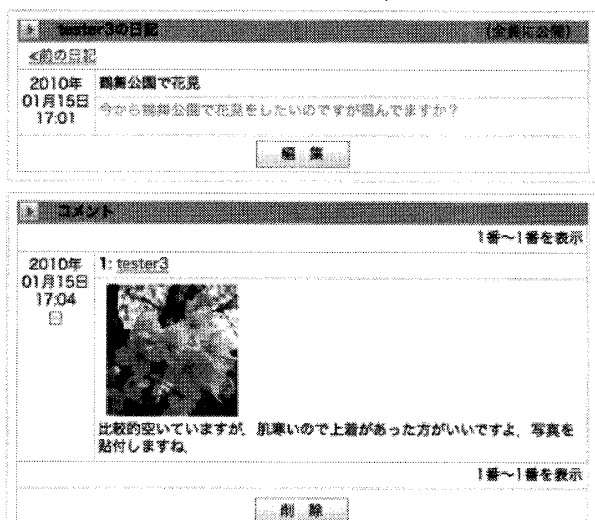 tester3の日記 (全員に公開)
<前の日記
2010年
01月15日
17:01
鶴舞公園で花見
今から鶴舞公園で花見をしたいのですが混んでますか?
編 集
コメント
1番〜1番を表示
2010年
01月15日
17:04
1: tester3
比較的空いていますが、肌寒いので上着があった方がいいですよ、写真を
貼付しますね、
1番〜1番を表示
削 除